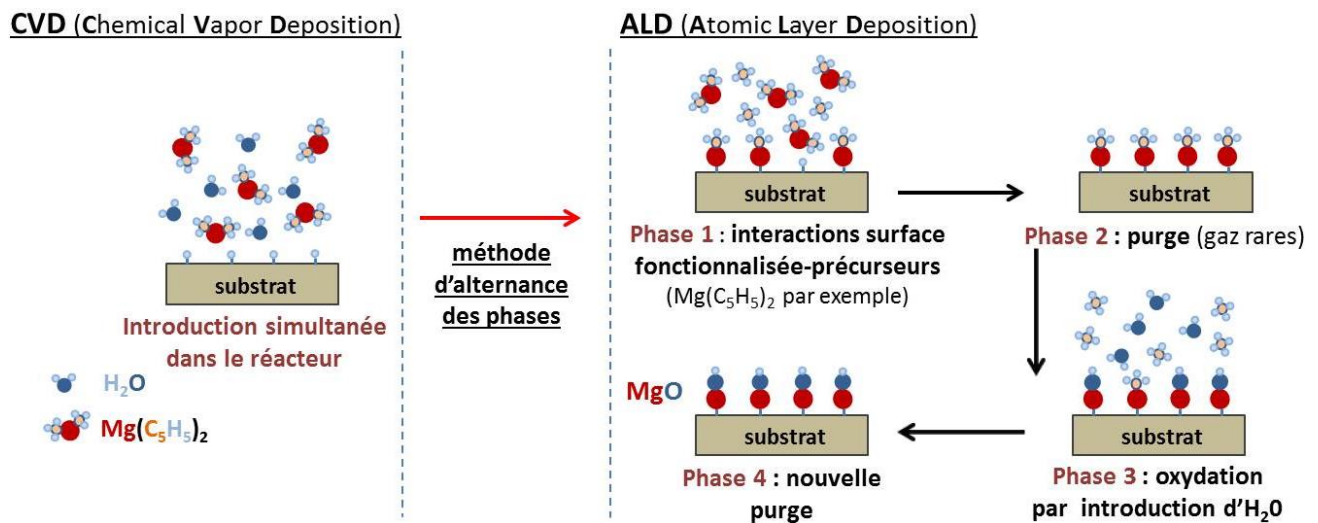 CVD (Chemical Vapor Deposition)
substrat
Introduction simultanée
dans le réacteur
H₂O
Mg(C₅H₅)₂
méthode
d'alternance
des phases
ALD (Atomic Layer Deposition)
substrat
Phase 1 : interactions surface
fonctionnalisée-précurseurs
(Mg(C₅H₅)₂ par exemple)
substrat
Phase 2 : purge (gaz rares)
substrat
Phase 3 : oxydation
par introduction d'H₂0
MgO
substrat
Phase 4 : nouvelle
purge